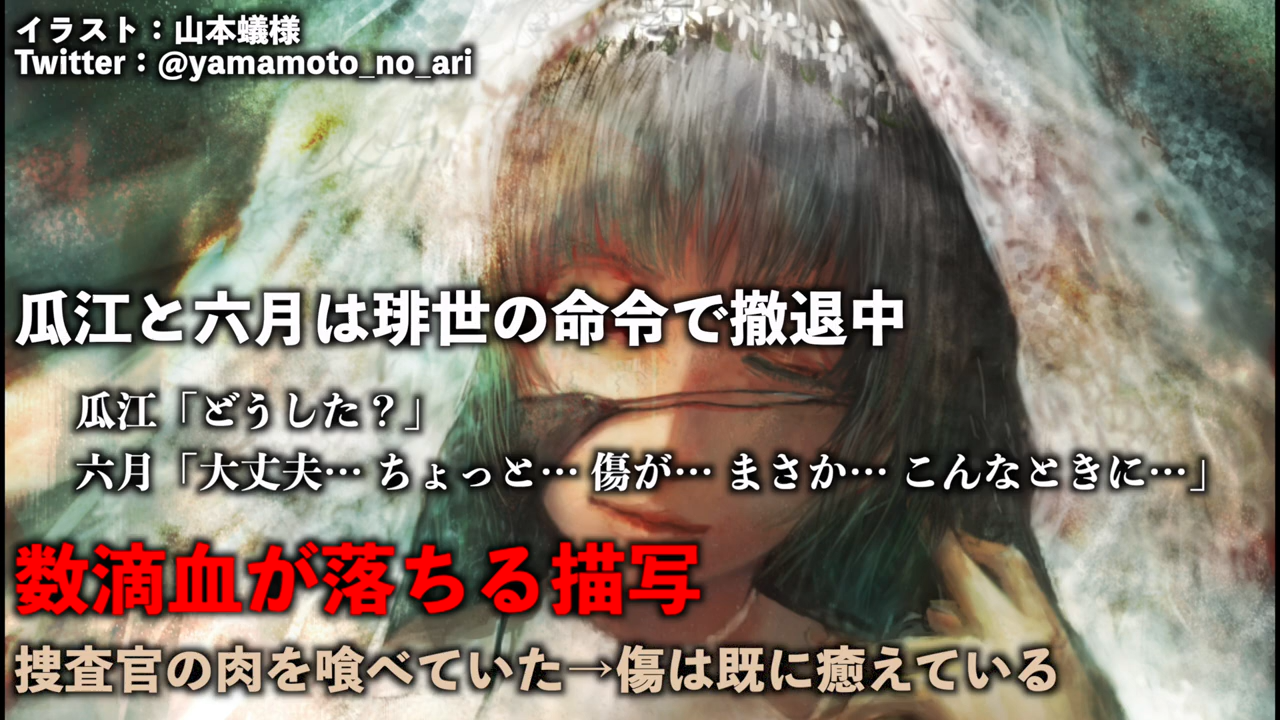 イラスト：山本蟻様
Twitter：@yamamoto_no_ari
瓜江と六月は琲世の命令で撤退中
瓜江「どうした？」
六月「大丈夫… ちょっと… 傷が… まさか… こんなときに…」
数滴血が落ちる描写
捜査官の肉を喰べていた→傷は既に癒えている